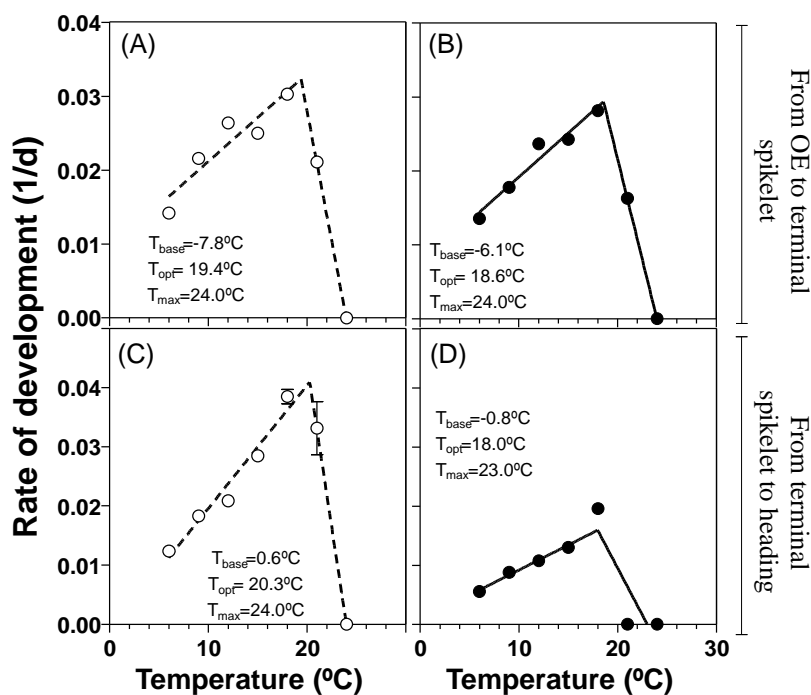 Rate of development (1/d)
0.04
0.03
0.02
0.01
0.00
(A)
T_base=-7.8ºC
T_opt= 19.4ºC
T_max=24.0ºC
(B)
T_base=-6.1ºC
T_opt= 18.6ºC
T_max=24.0ºC
From OE to terminal
spikelet
0.04
0.03
0.02
0.01
0.00
(C)
T_base=0.6ºC
T_opt= 20.3ºC
T_max=24.0ºC
(D)
T_base=-0.8ºC
T_opt= 18.0ºC
T_max=23.0ºC
From terminal
spikelet to heading
0 10 20
0 10 20 30
Temperature (ºC)
Temperature (ºC)